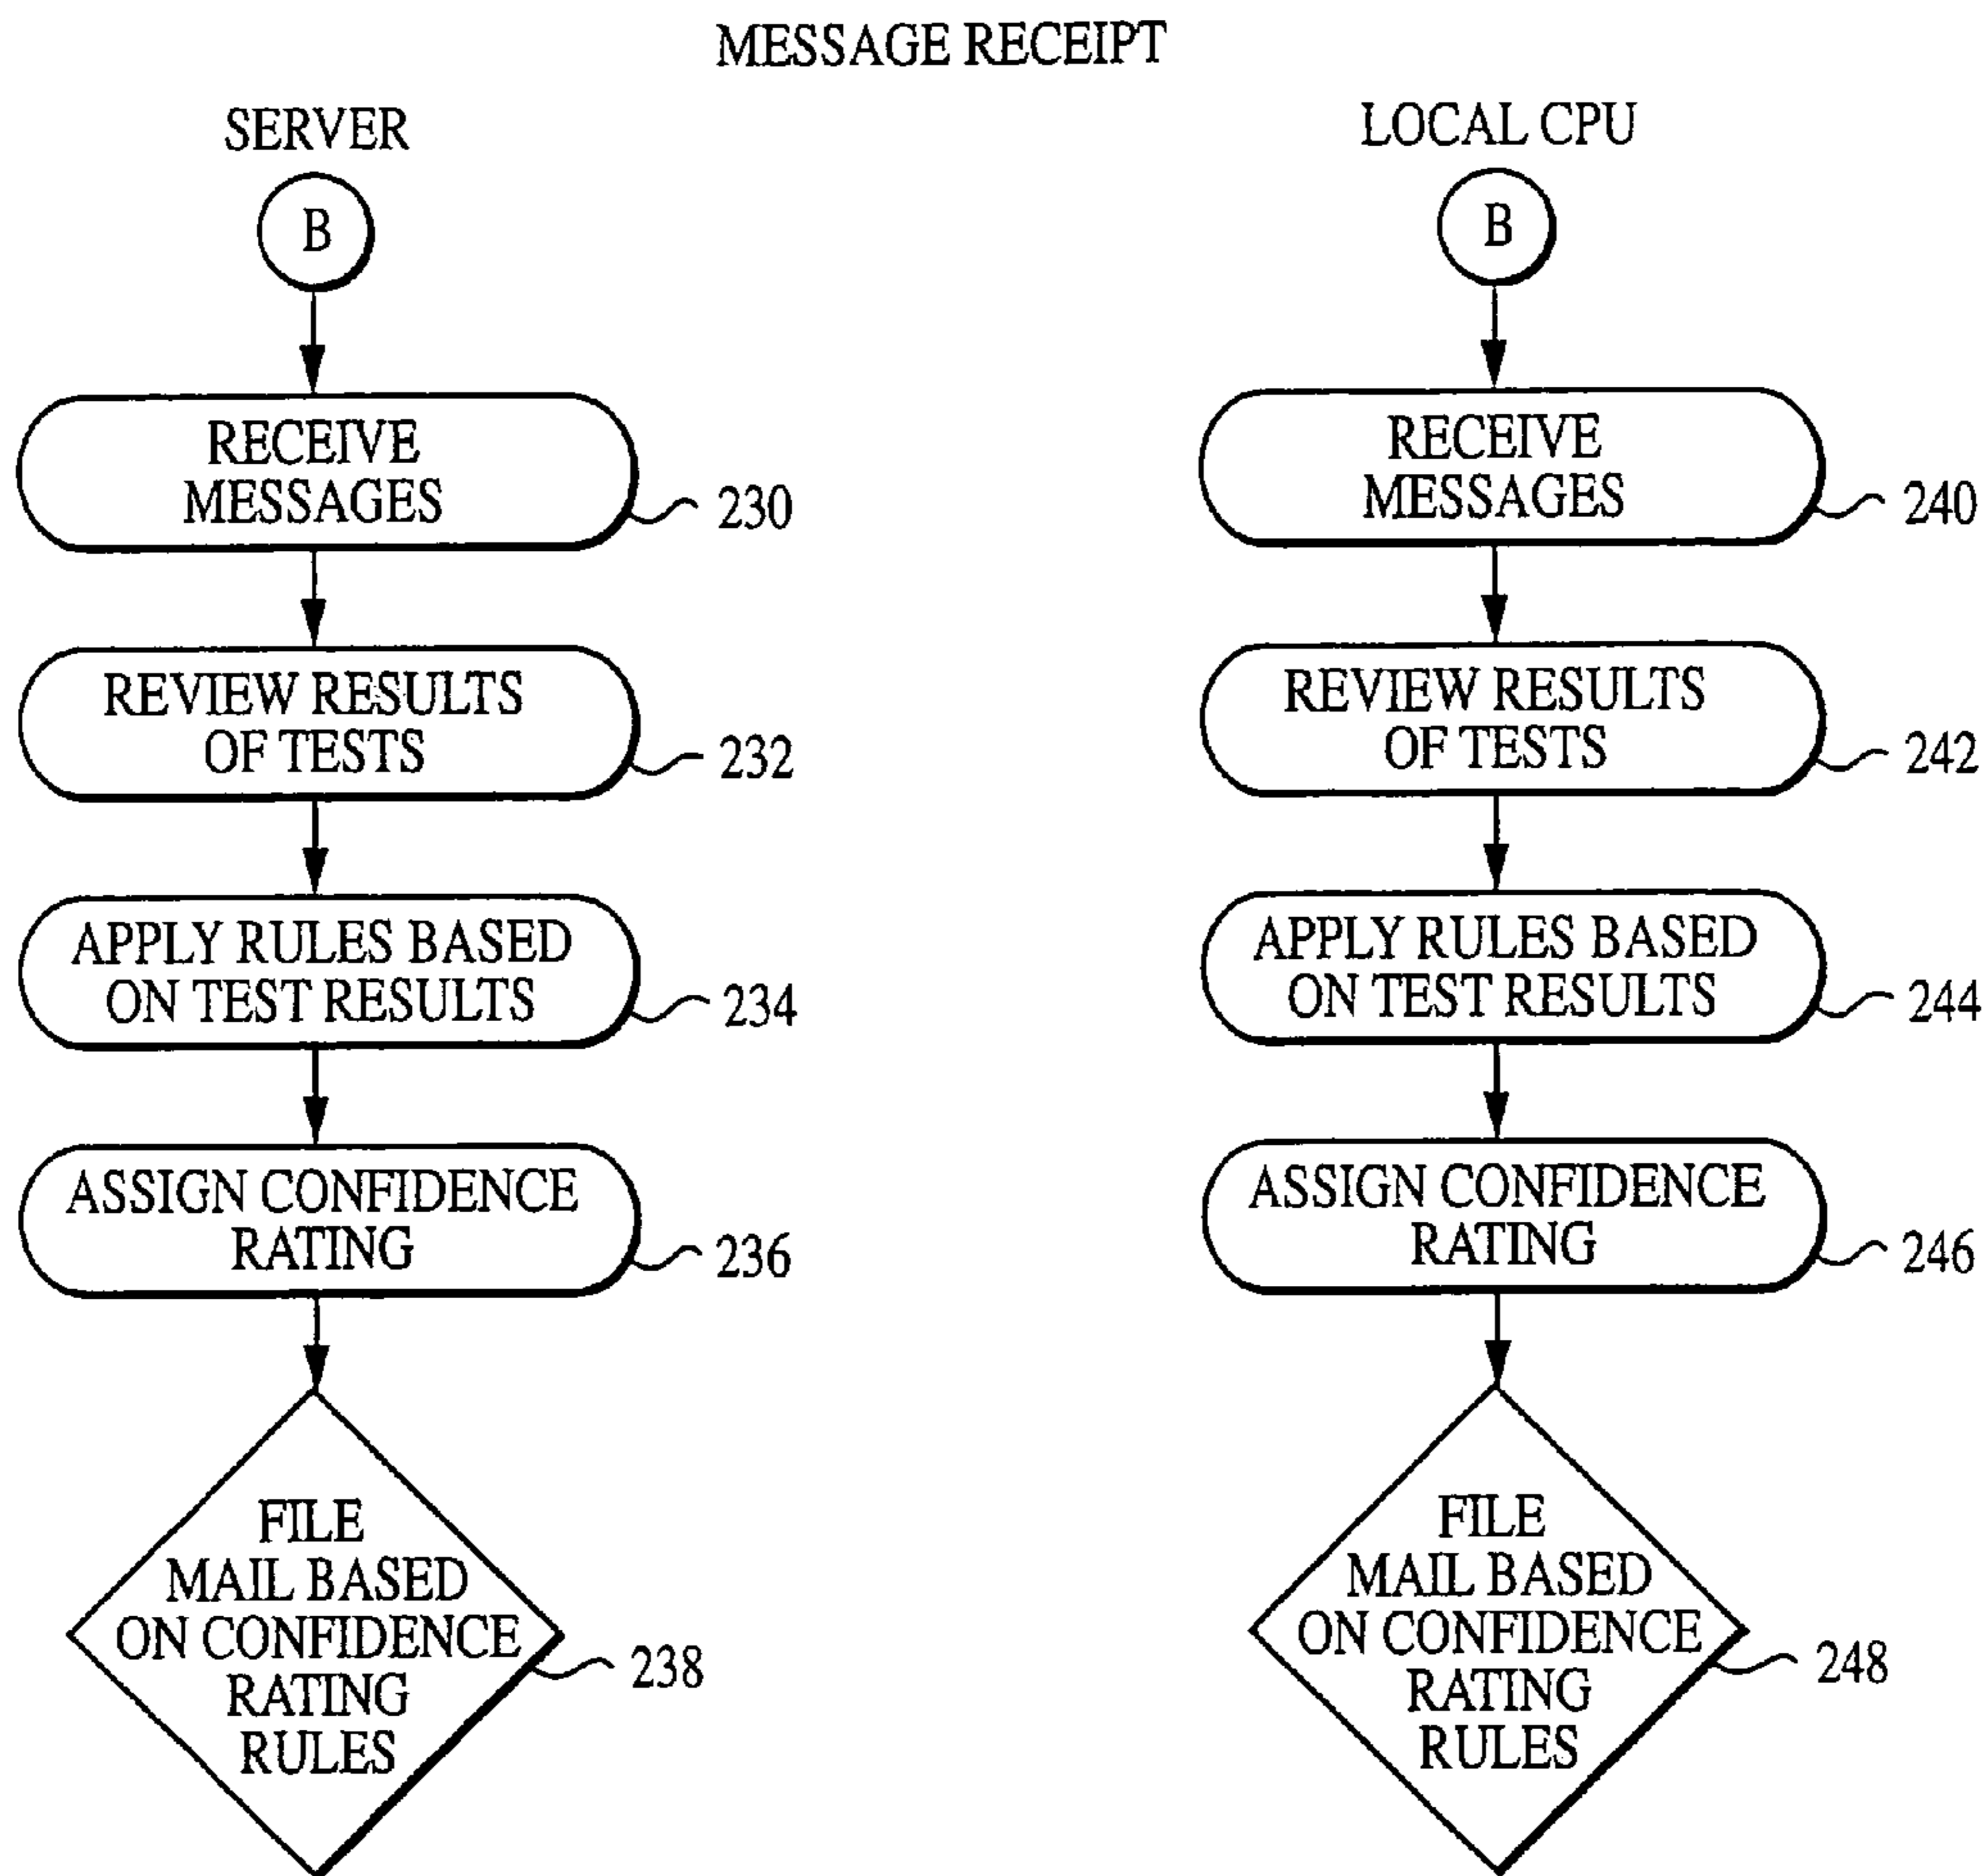 MESSAGE RECEIPT
SERVER
B
RECEIVE
MESSAGES
230
REVIEW RESULTS
OF TESTS
232
APPLY RULES BASED
ON TEST RESULTS
234
ASSIGN CONFIDENCE
RATING
236
FILE
MAIL BASED
ON CONFIDENCE
RATING
RULES
238
LOCAL CPU
B
RECEIVE
MESSAGES
240
REVIEW RESULTS
OF TESTS
242
APPLY RULES BASED
ON TEST RESULTS
244
ASSIGN CONFIDENCE
RATING
246
FILE
MAIL BASED
ON CONFIDENCE
RATING
RULES
248